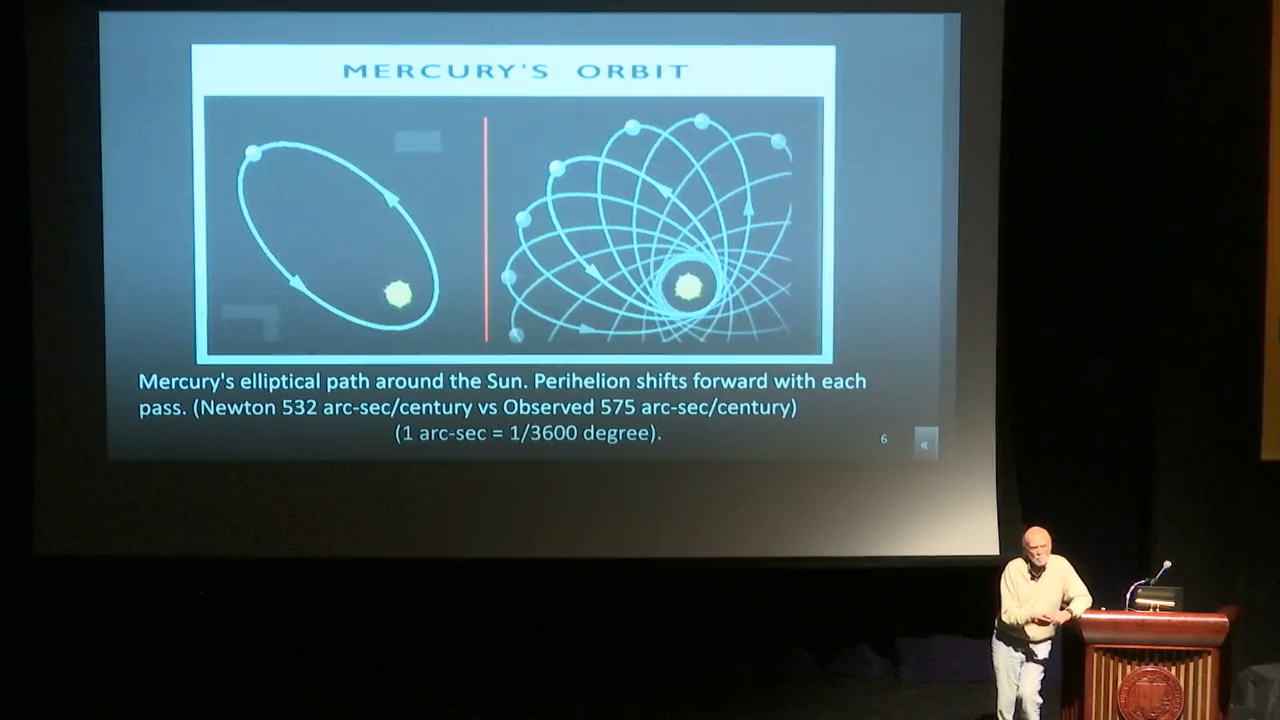 MERCURY'S ORBIT
Mercury's elliptical path around the Sun. Perihelion shifts forward with each
pass. (Newton 532 arc-sec/century vs Observed 575 arc-sec/century)
(1 arc-sec = 1/3600 degree).
6
«